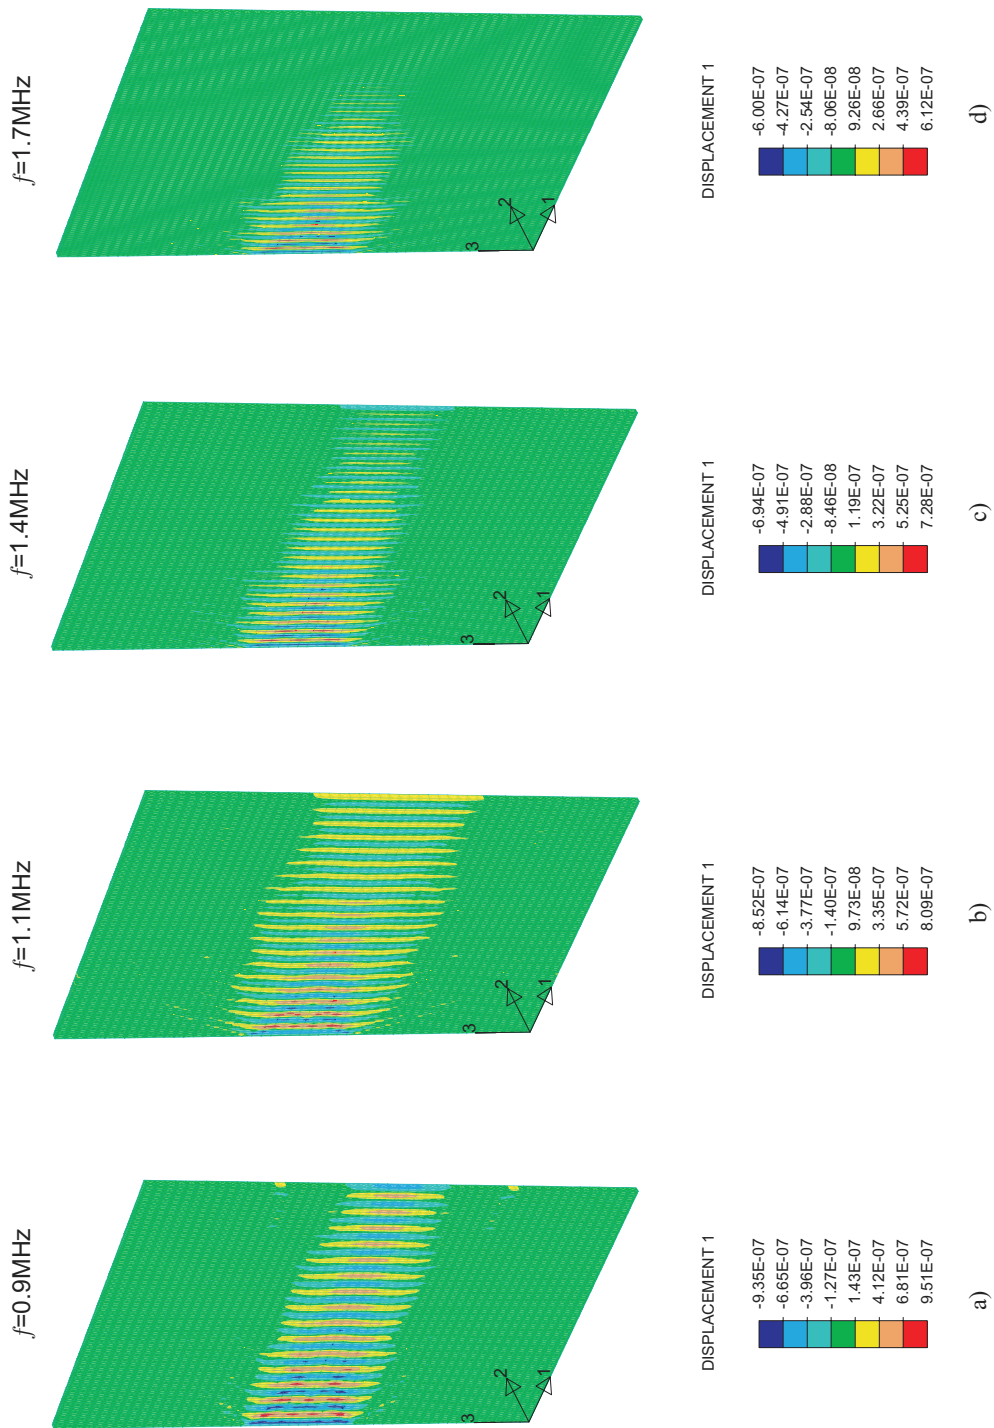 f=1.7MHz
3
2
1
DISPLACEMENT 1
-6.00E-07
-4.27E-07
-2.54E-07
-8.06E-08
9.26E-08
2.66E-07
4.39E-07
6.12E-07
d)
f=1.4MHz
3
2
1
DISPLACEMENT 1
-6.94E-07
-4.91E-07
-2.88E-07
-8.46E-08
1.19E-07
3.22E-07
5.25E-07
7.28E-07
c)
f=1.1MHz
3
2
1
DISPLACEMENT 1
-8.52E-07
-6.14E-07
-3.77E-07
-1.40E-07
9.73E-08
3.35E-07
5.72E-07
8.09E-07
b)
f=0.9MHz
3
2
1
DISPLACEMENT 1
-9.35E-07
-6.65E-07
-3.96E-07
-1.27E-07
1.43E-07
4.12E-07
6.81E-07
9.51E-07
a)